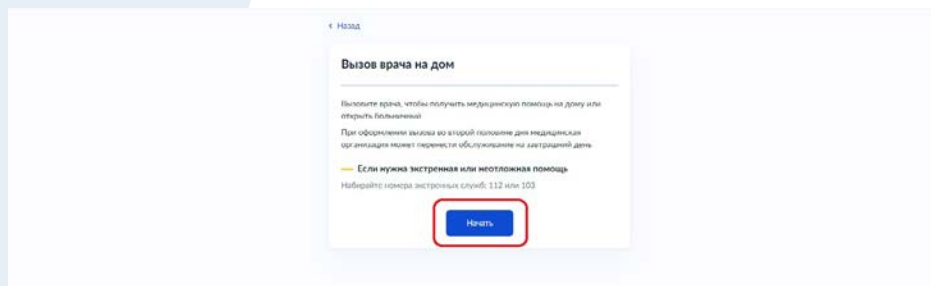 Назад
Вызов врача на дом
Вызовите врача, чтобы получить медицинскую помощь на дому или
открыть больничный
При оформлении вызова во второй половине дня медицинская
организация может перенести обслуживание на завтрашний день
Если нужна экстренная или неотложная помощь
Набирайте номера экстренных служб: 112 или 103
Начать